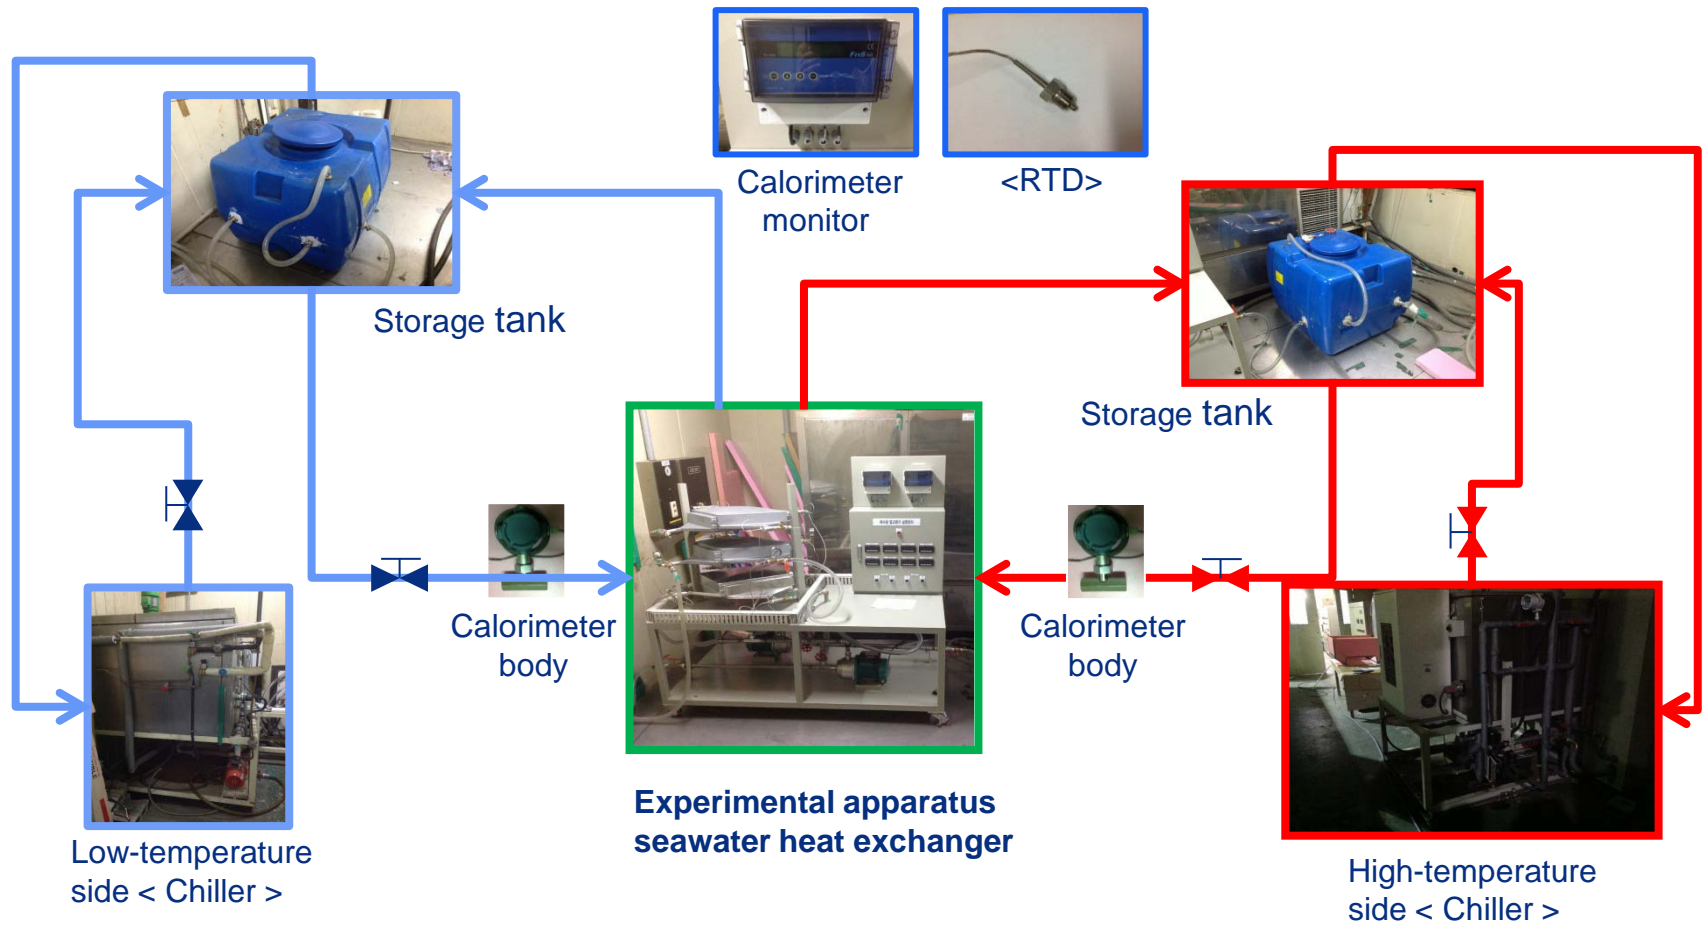 Calorimeter
monitor
<RTD>
Storage tank
Storage tank
Calorimeter
body
Calorimeter
body
Experimental apparatus
seawater heat exchanger
Low-temperature
side < Chiller >
High-temperature
side < Chiller >